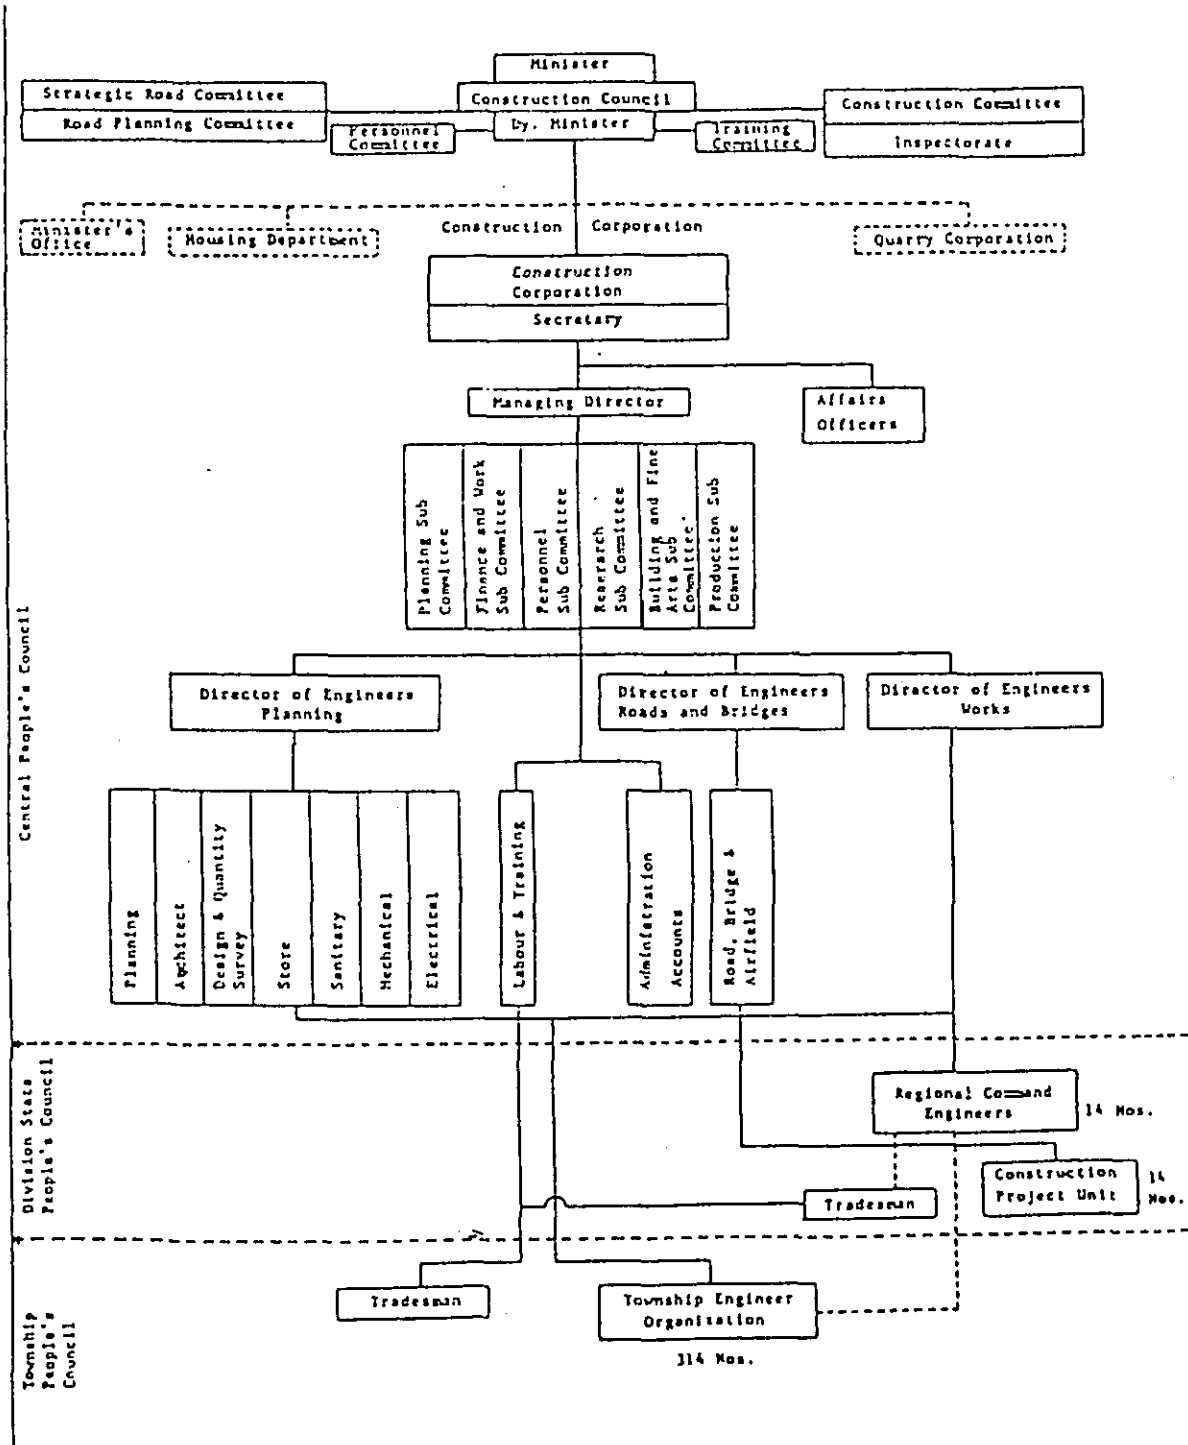 Minister
Strategic Road Committee
Construction Council
Construction Committee
Road Planning Committee
Personnel
Committee
Dy. Minister
Training
Committee
Inspectorate
Minister's
Office
Housing Department
Construction Corporation
Quarry Corporation
Construction
Corporation
Secretary
Managing Director
Affairs
Officers
Planning Sub
Committee
Finance and Work
Sub Committee
Personnel
Sub Committee
Research
Sub Committee
Building and Fine
Arts Sub
Committee
Production Sub
Committee
Central People's Council
Director of Engineers
Planning
Director of Engineers
Roads and Bridges
Director of Engineers
Works
Planning
Architect
Design & Quantity
Survey
Store
Sanitary
Mechanical
Electrical
Labour & Training
Administration
Accounts
Road, Bridge &
Airfield
Division State
People's Council
Regional Command
Engineers
14 Nos.
Construction
Project Unit
14
Nos.
Tradesman
Township
People's
Council
Tradesman
Township Engineer
Organization
314 Nos.